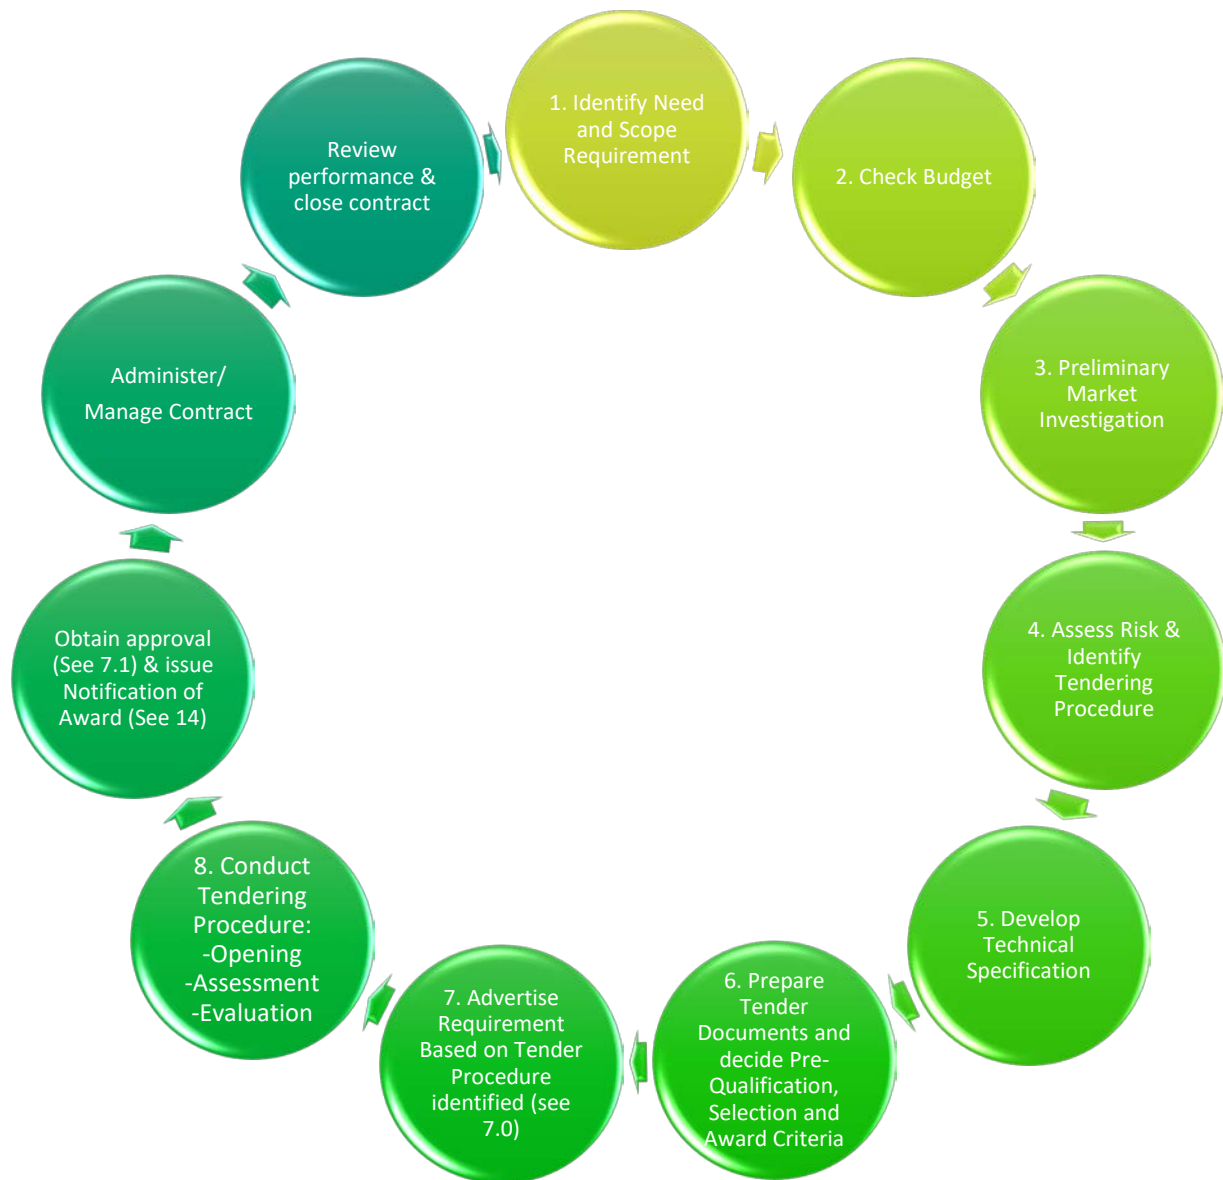 1. Identify Need
and Scope
Requirement
2. Check Budget
3. Preliminary
Market
Investigation
4. Assess Risk &
Identify
Tendering
Procedure
5. Develop
Technical
Specification
6. Prepare
Tender
Documents and
decide Pre-
Qualification,
Selection and
Award Criteria
7. Advertise
Requirement
Based on Tender
Procedure
identified (see
7.0)
8. Conduct
Tendering
Procedure:
-Opening
-Assessment
-Evaluation
Obtain approval
(See 7.1) & issue
Notification of
Award (See 14)
Administer/
Manage Contract
Review
performance &
close contract